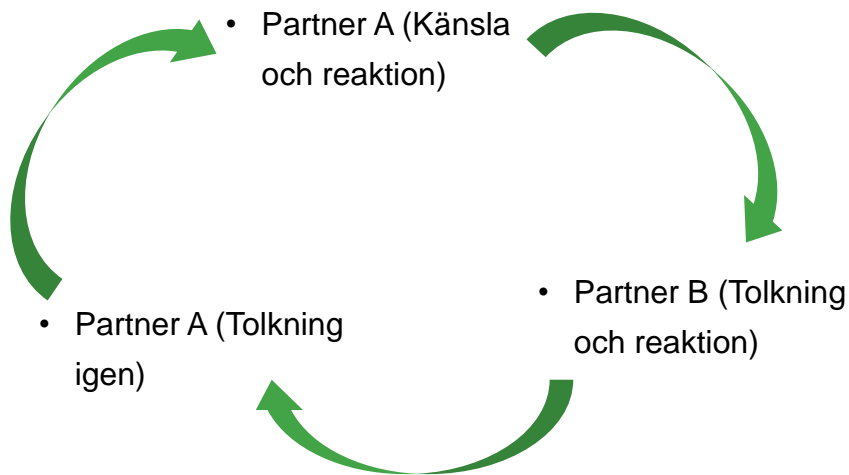 • Partner A (Känsla
och reaktion)
• Partner B (Tolkning
och reaktion)
• Partner A (Tolkning
igen)